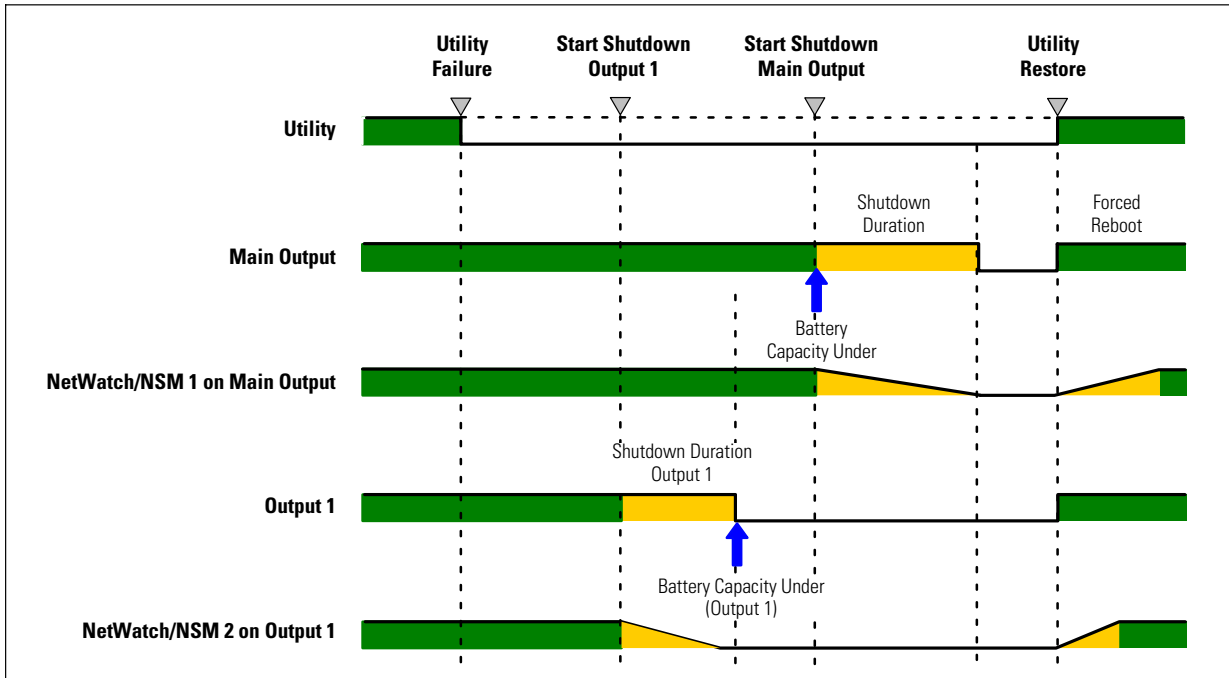 Utility
Failure
Start Shutdown
Output 1
Start Shutdown
Main Output
Utility
Restore
Utility
Shutdown
Duration
Forced
Reboot
Main Output
Battery
Capacity Under
NetWatch/NSM 1 on Main Output
Shutdown Duration
Output 1
Output 1
Battery Capacity Under
(Output 1)
NetWatch/NSM 2 on Output 1